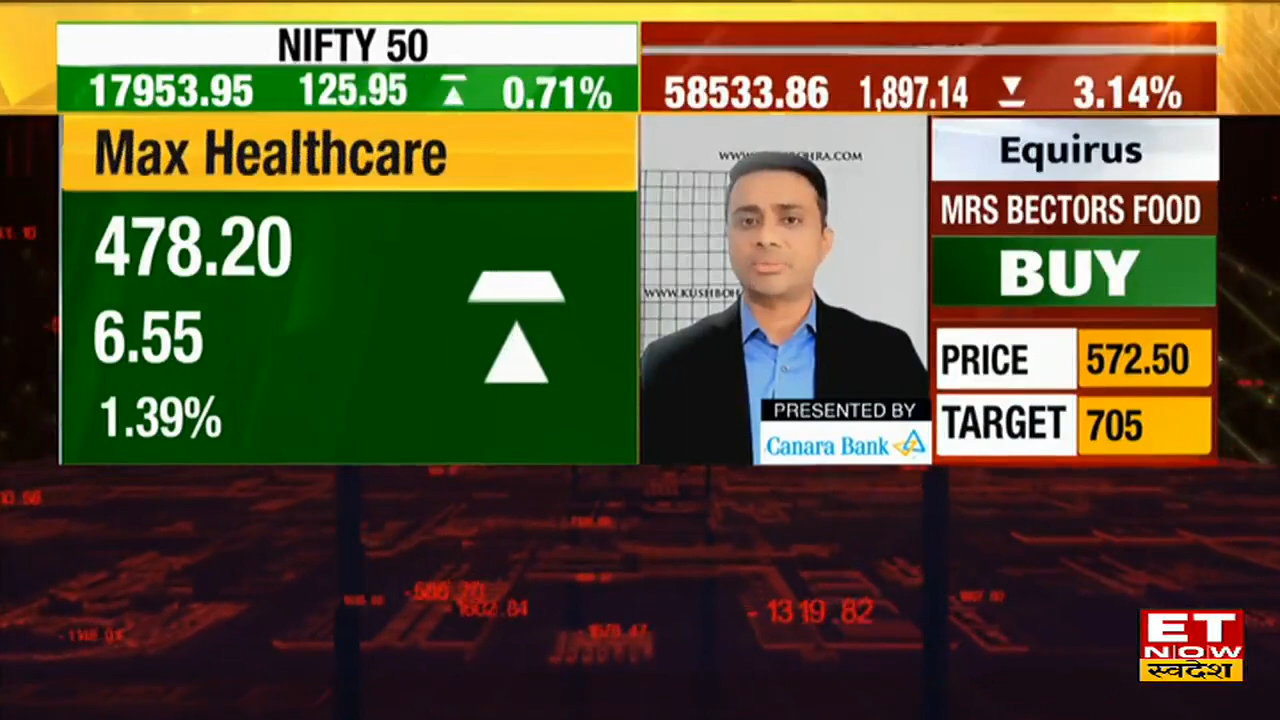 NIFTY 50
17953.95 125.95 0.71%
58533.86 1,897.14 3.14%
Max Healthcare
478.20
6.55
1.39%
PRESENTED BY
Canara Bank
Equirus
MRS BECTORS FOOD
BUY
PRICE 572.50
TARGET 705
-1319.82
ET
NOW
स्वदेश